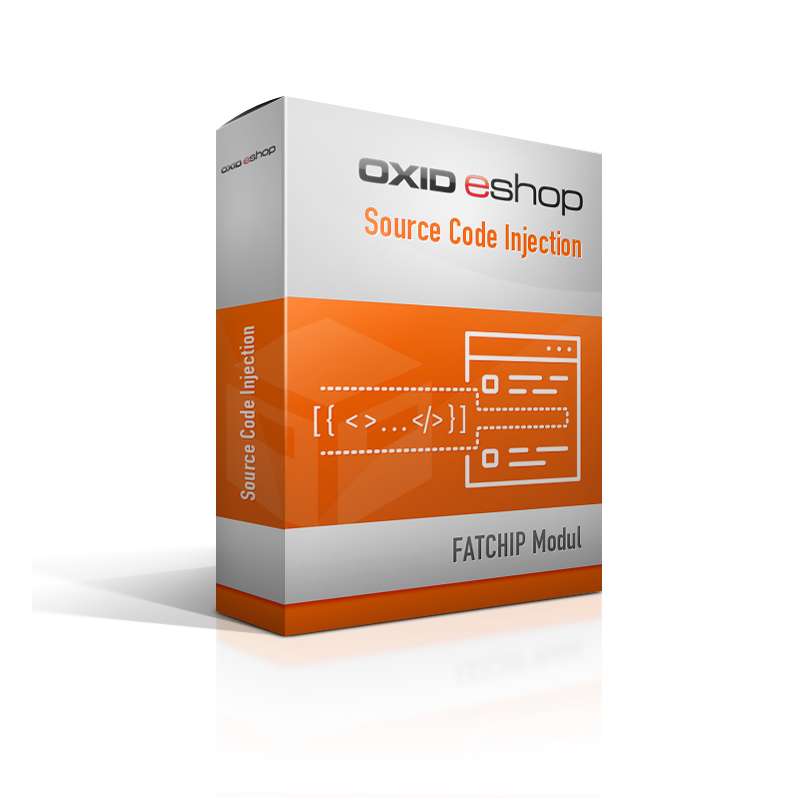 OXID eshop
Source Code Injection
[{<>...</>}]
FATCHIP Modul
OXID eshop
Source Code Injection